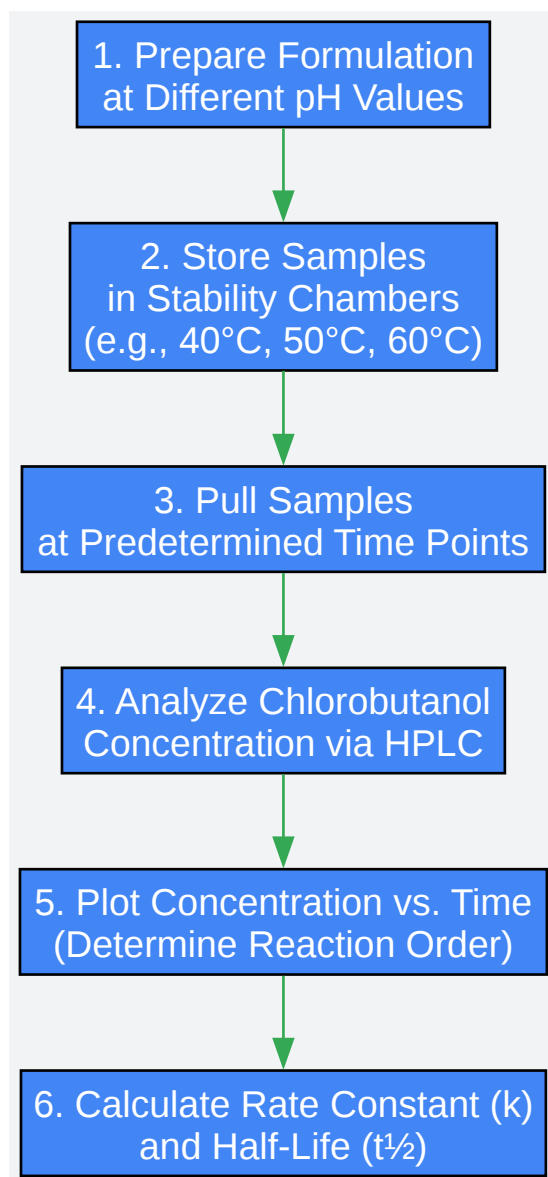 1. Prepare Formulation
at Different pH Values
2. Store Samples
in Stability Chambers
(e.g., 40°C, 50°C, 60°C)
3. Pull Samples
at Predetermined Time Points
4. Analyze Chlorobutanol
Concentration via HPLC
5. Plot Concentration vs. Time
(Determine Reaction Order)
6. Calculate Rate Constant (k)
and Half-Life (t½)